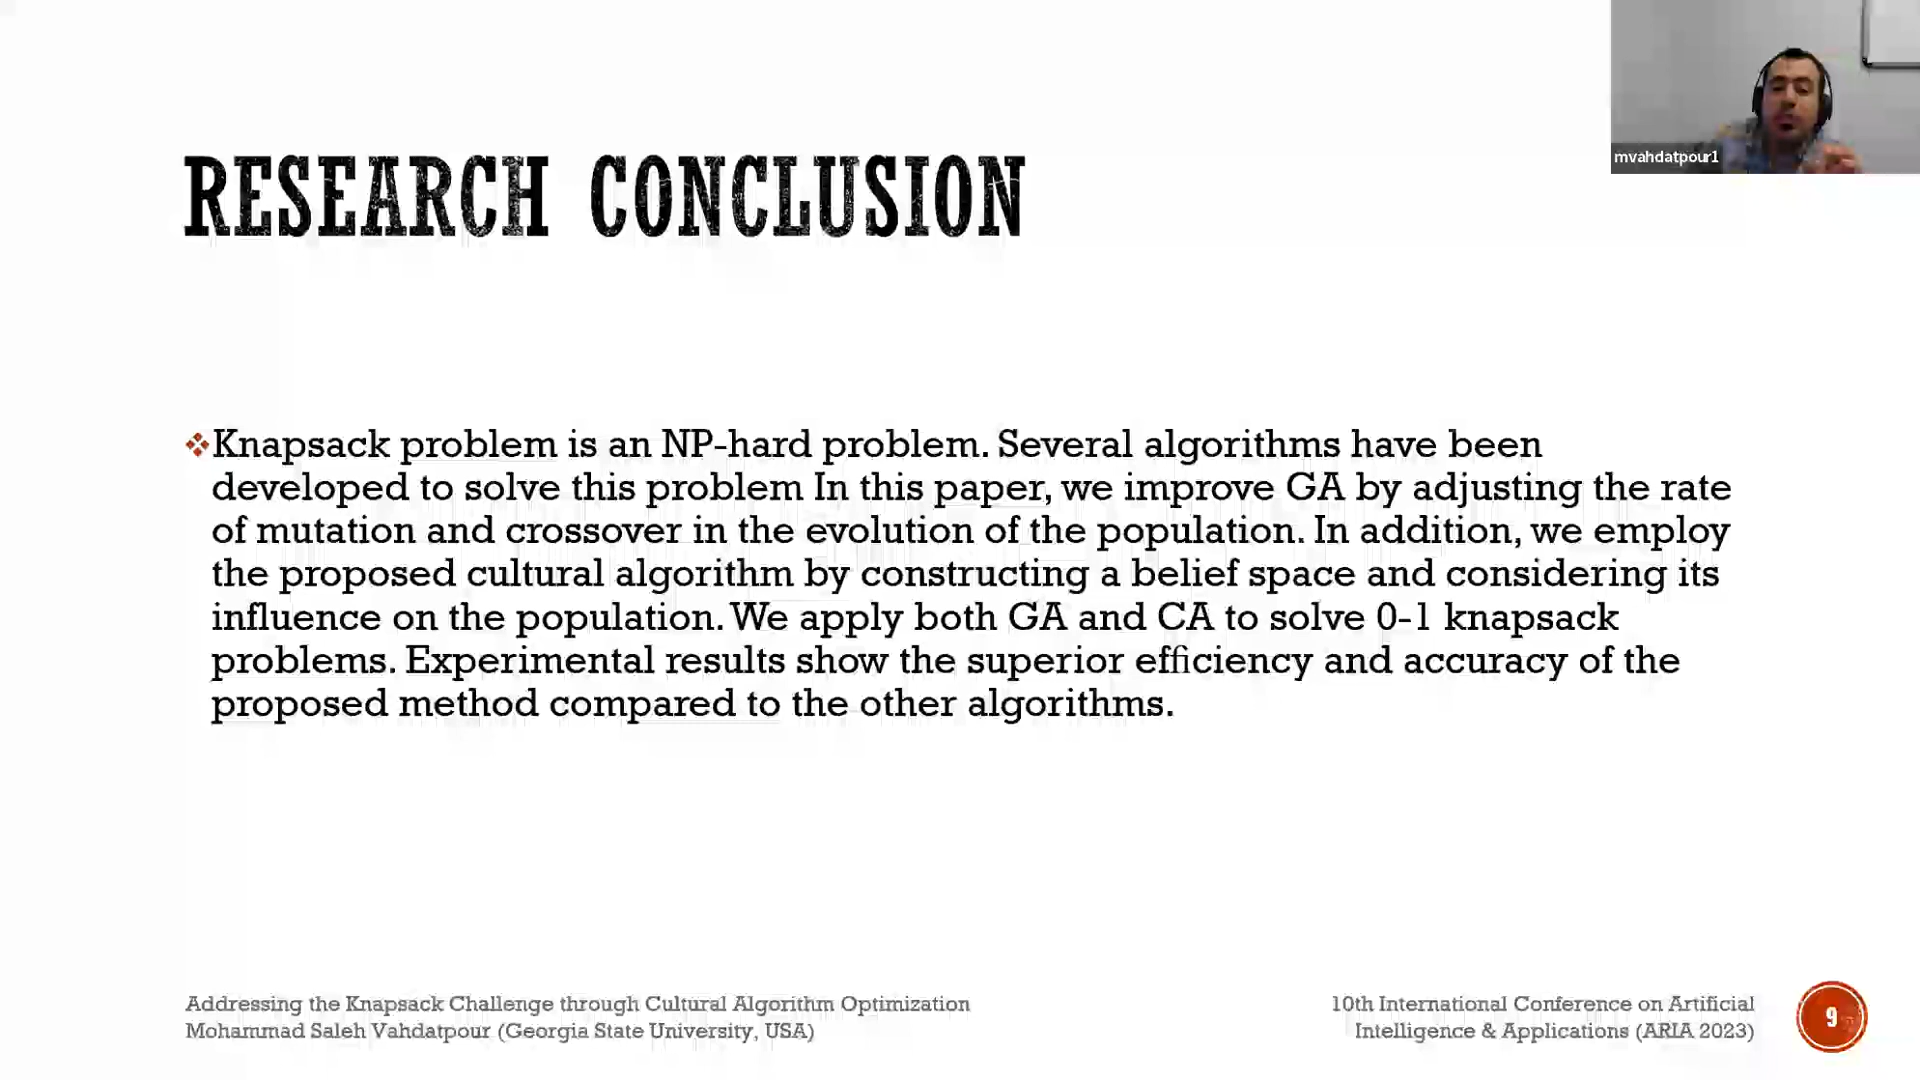 mvahdatpour1
RESEARCH CONCLUSION
Knapsack problem is an NP-hard problem. Several algorithms have been
developed to solve this problem In this paper, we improve GA by adjusting the rate
of mutation and crossover in the evolution of the population. In addition, we employ
the proposed cultural algorithm by constructing a belief space and considering its
influence on the population. We apply both GA and CA to solve 0-1 knapsack
problems. Experimental results show the superior efficiency and accuracy of the
proposed method compared to the other algorithms.
Addressing the Knapsack Challenge through Cultural Algorithm Optimization
Mohammad Saleh Vahdatpour (Georgia State University, USA)
10th International Conference on Artificial
Intelligence & Applications (ARIA 2023)
9